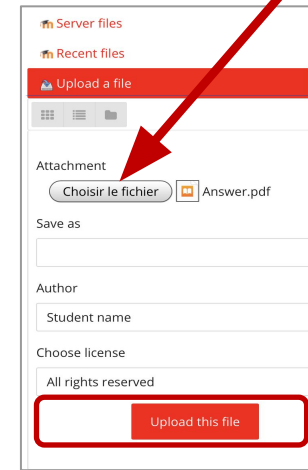 Server files
Recent files
Upload a file
Attachment
Choisir le fichier Answer.pdf
Save as
Author
Student name
Choose license
All rights reserved
Upload this file